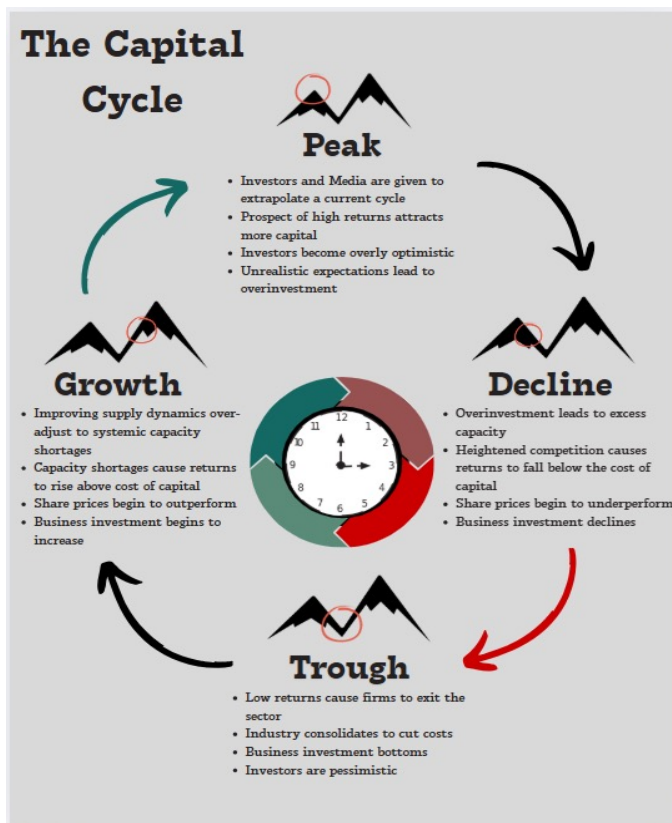 The Capital
Cycle
Peak
• Investors and Media are given to
extrapolate a current cycle
• Prospect of high returns attracts
more capital
• Investors become overly optimistic
• Unrealistic expectations lead to
overinvestment
Growth
• Improving supply dynamics over-
adjust to systemic capacity
shortages
• Capacity shortages cause returns
to rise above cost of capital
• Share prices begin to outperform
• Business investment begins to
increase
Decline
• Overinvestment leads to excess
capacity
• Heightened competition causes
returns to fall below the cost of
capital
• Share prices begin to underperform
• Business investment declines
12
11 1
10 2
9 3
8 4
7 5
6
Trough
• Low returns cause firms to exit the
sector
• Industry consolidates to cut costs
• Business investment bottoms
• Investors are pessimistic